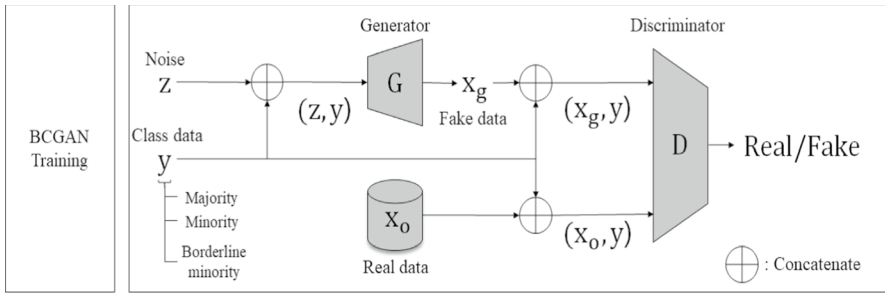 BCGAN
Training
Generator
Discriminator
Noise
z
G
x_g
Fake data
(z,y)
(x_g,y)
Class data
y
D
Real/Fake
Majority
Minority
Borderline
minority
X_o
Real data
(x_o,y)
: Concatenate